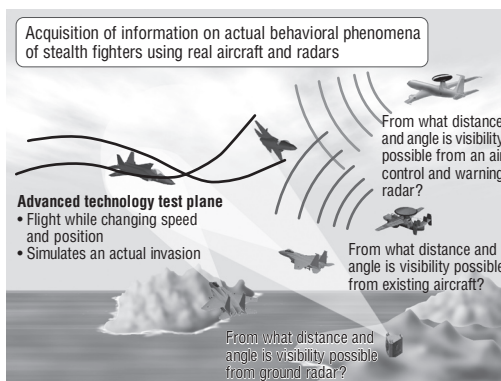 Acquisition of information on actual behavioral phenomena
of stealth fighters using real aircraft and radars
From what distance
and angle is visibility
possible from an air
control and warning
radar?
Advanced technology test plane
• Flight while changing speed
and position
• Simulates an actual invasion
From what distance and
angle is visibility possible
from existing aircraft?
From what distance and
angle is visibility possible
from ground radar?